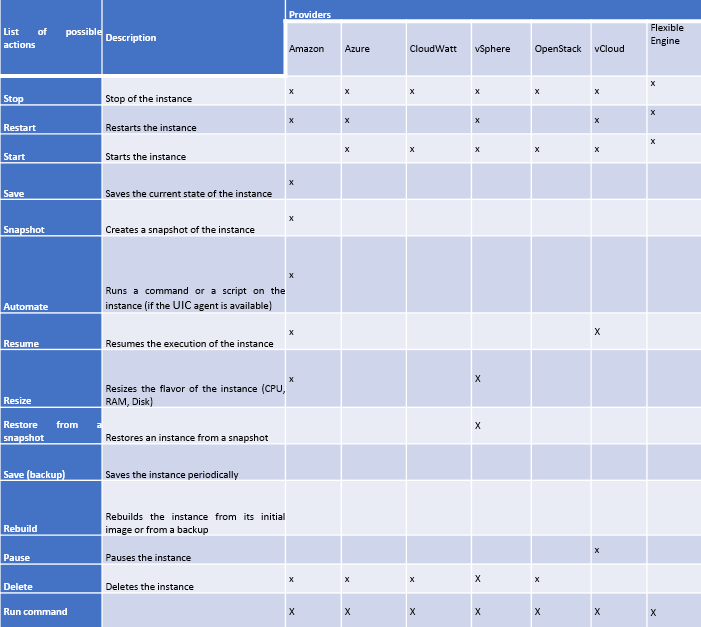 List of possible actions Description Providers
Amazon Azure CloudWatt vSphere OpenStack vCloud Flexible Engine
Stop Stop of the instance x x x x x x x
Restart Restarts the instance x x x x x
Start Starts the instance x x x x x x
Save Saves the current state of the instance x
Snapshot Creates a snapshot of the instance x
Automate Runs a command or a script on the instance (if the UIC agent is available) x
Resume Resumes the execution of the instance x X
Resize Resizes the flavor of the instance (CPU, RAM, Disk) x X
Restore from a snapshot Restores an instance from a snapshot X
Save (backup) Saves the instance periodically
Rebuild Rebuilds the instance from its initial image or from a backup
Pause Pauses the instance x
Delete Deletes the instance x x x X x
Run command X X X X X X X